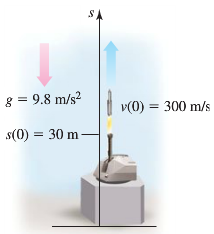 s
g = 9.8 m/s²
v(0) = 300 m/s
s(0) = 30 m